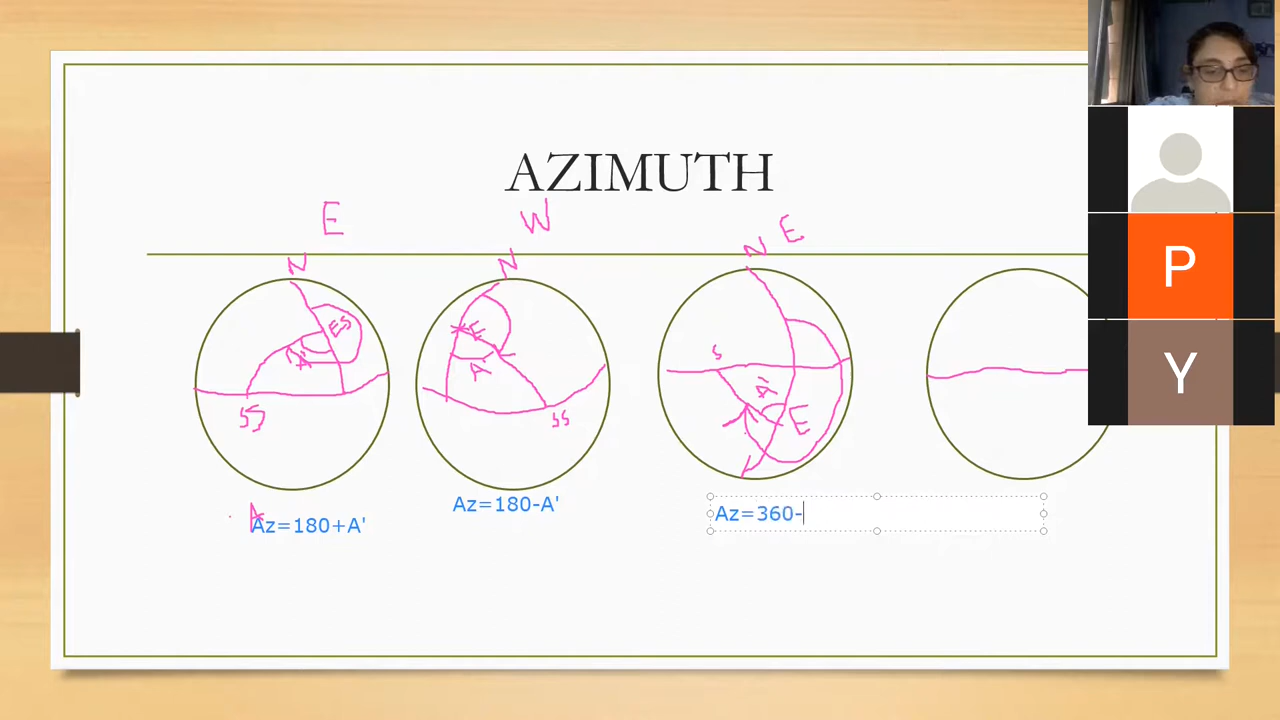 AZIMUTH
E
W
N
N
N E
ES
A'
SS
E
A
SS
S
A'
E
A
Az=180+A'
Az=180-A'
Az=360-
P
Y